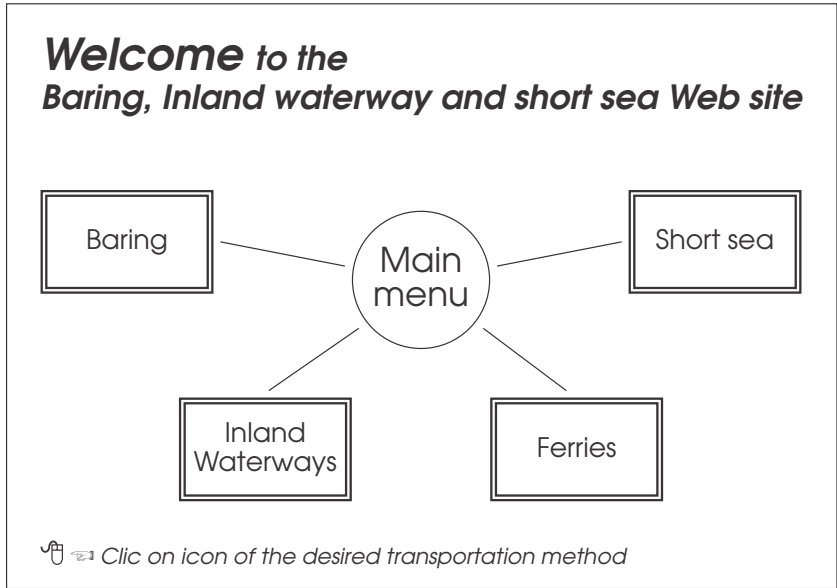 Welcome to the
Baring, Inland waterway and short sea Web site
Baring
Main
menu
Short sea
Inland
Waterways
Ferries
Clic on icon of the desired transportation method